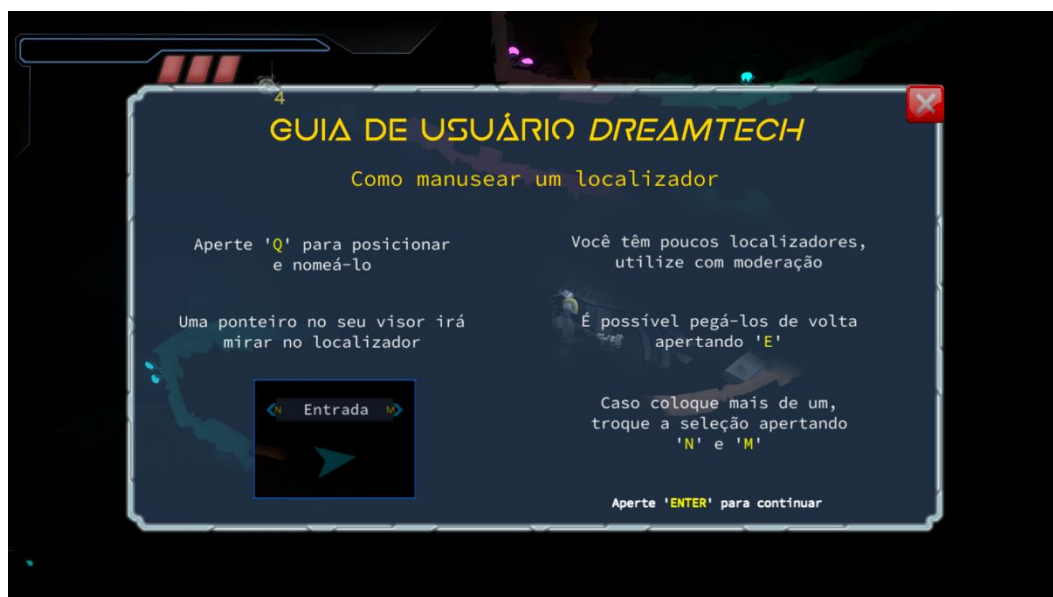 4
GUIA DE USUÁRIO DREAMTECH
Como manusear um localizador
Aperte 'Q' para posicionar
e nomeá-lo
Uma ponteiro no seu visor irá
mirar no localizador
N Entrada M
Você têm poucos localizadores,
utilize com moderação
É possível pegá-los de volta
apertando 'E'
Caso coloque mais de um,
troque a seleção apertando
'N' e 'M'
Aperte 'ENTER' para continuar